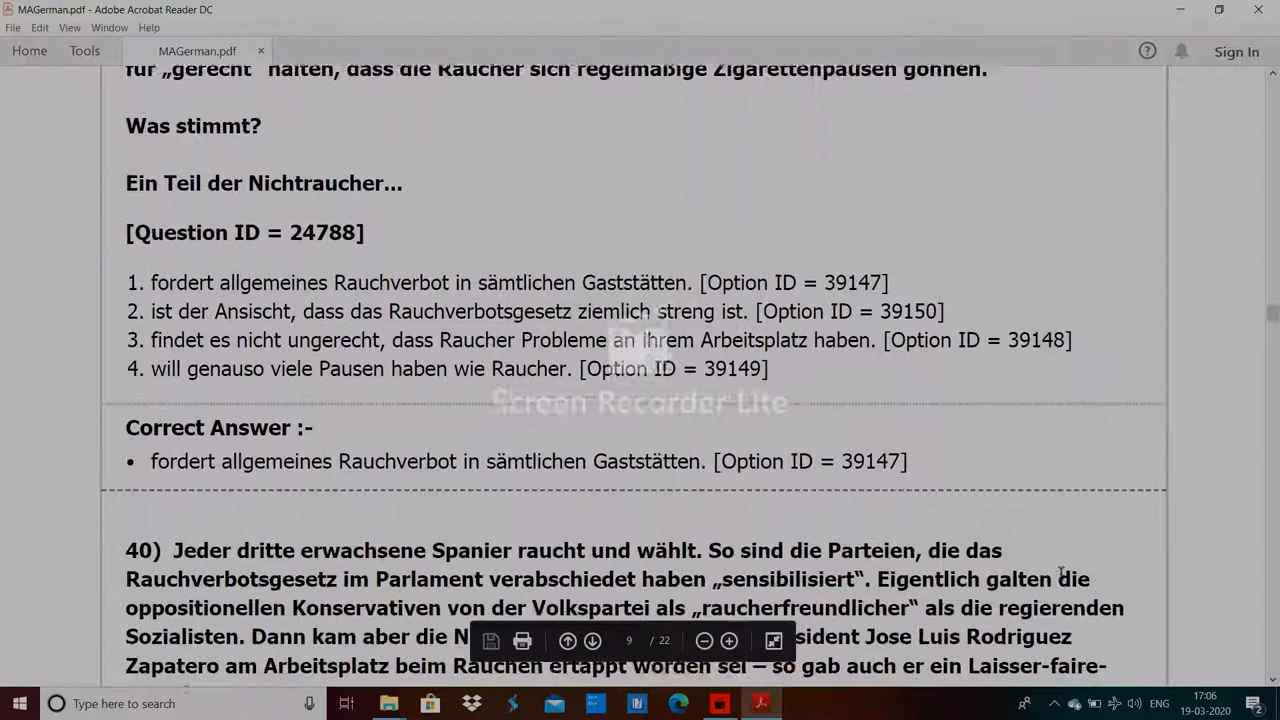 MAGerman.pdf - Adobe Acrobat Reader DC
File Edit View Window Help
Home Tools MAGerman.pdf × Sign In
für „gerecht“ halten, dass die Raucher sich regelmäßige Zigarettenpausen gönnen.
Was stimmt?
Ein Teil der Nichtraucher...
[Question ID = 24788]
1. fordert allgemeines Rauchverbot in sämtlichen Gaststätten. [Option ID = 39147]
2. ist der Ansischt, dass das Rauchverbotsgesetz ziemlich streng ist. [Option ID = 39150]
3. findet es nicht ungerecht, dass Raucher Probleme an ihrem Arbeitsplatz haben. [Option ID = 39148]
4. will genauso viele Pausen haben wie Raucher. [Option ID = 39149]
Screen Recorder Lite
Correct Answer :-
• fordert allgemeines Rauchverbot in sämtlichen Gaststätten. [Option ID = 39147]
40) Jeder dritte erwachsene Spanier raucht und wählt. So sind die Parteien, die das
Rauchverbotsgesetz im Parlament verabschiedet haben „sensibilisiert“. Eigentlich galten die
oppositionellen Konservativen von der Volkspartei als „raucherfreundlicher“ als die regierenden
Sozialisten. Dann kam aber die Jose Luis Rodriguez
Zapatero am Arbeitsplatz beim Rauchen ertappt worden sei – so gab auch er ein Laisser-faire-
9 / 22
Type here to search
ENG
17:06
19-03-2020
2